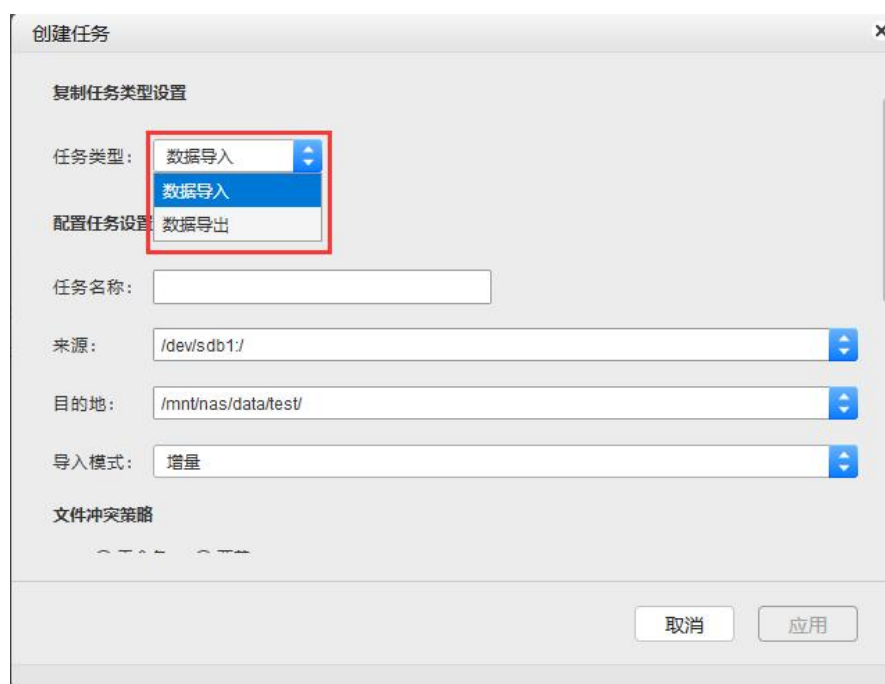 创建任务
复制任务类型设置
任务类型: 数据导入
数据导入
数据导出
配置任务设置
任务名称:
来源: /dev/sdb1:/
目的地: /mnt/nas/data/test/
导入模式: 增量
文件冲突策略
取消 应用